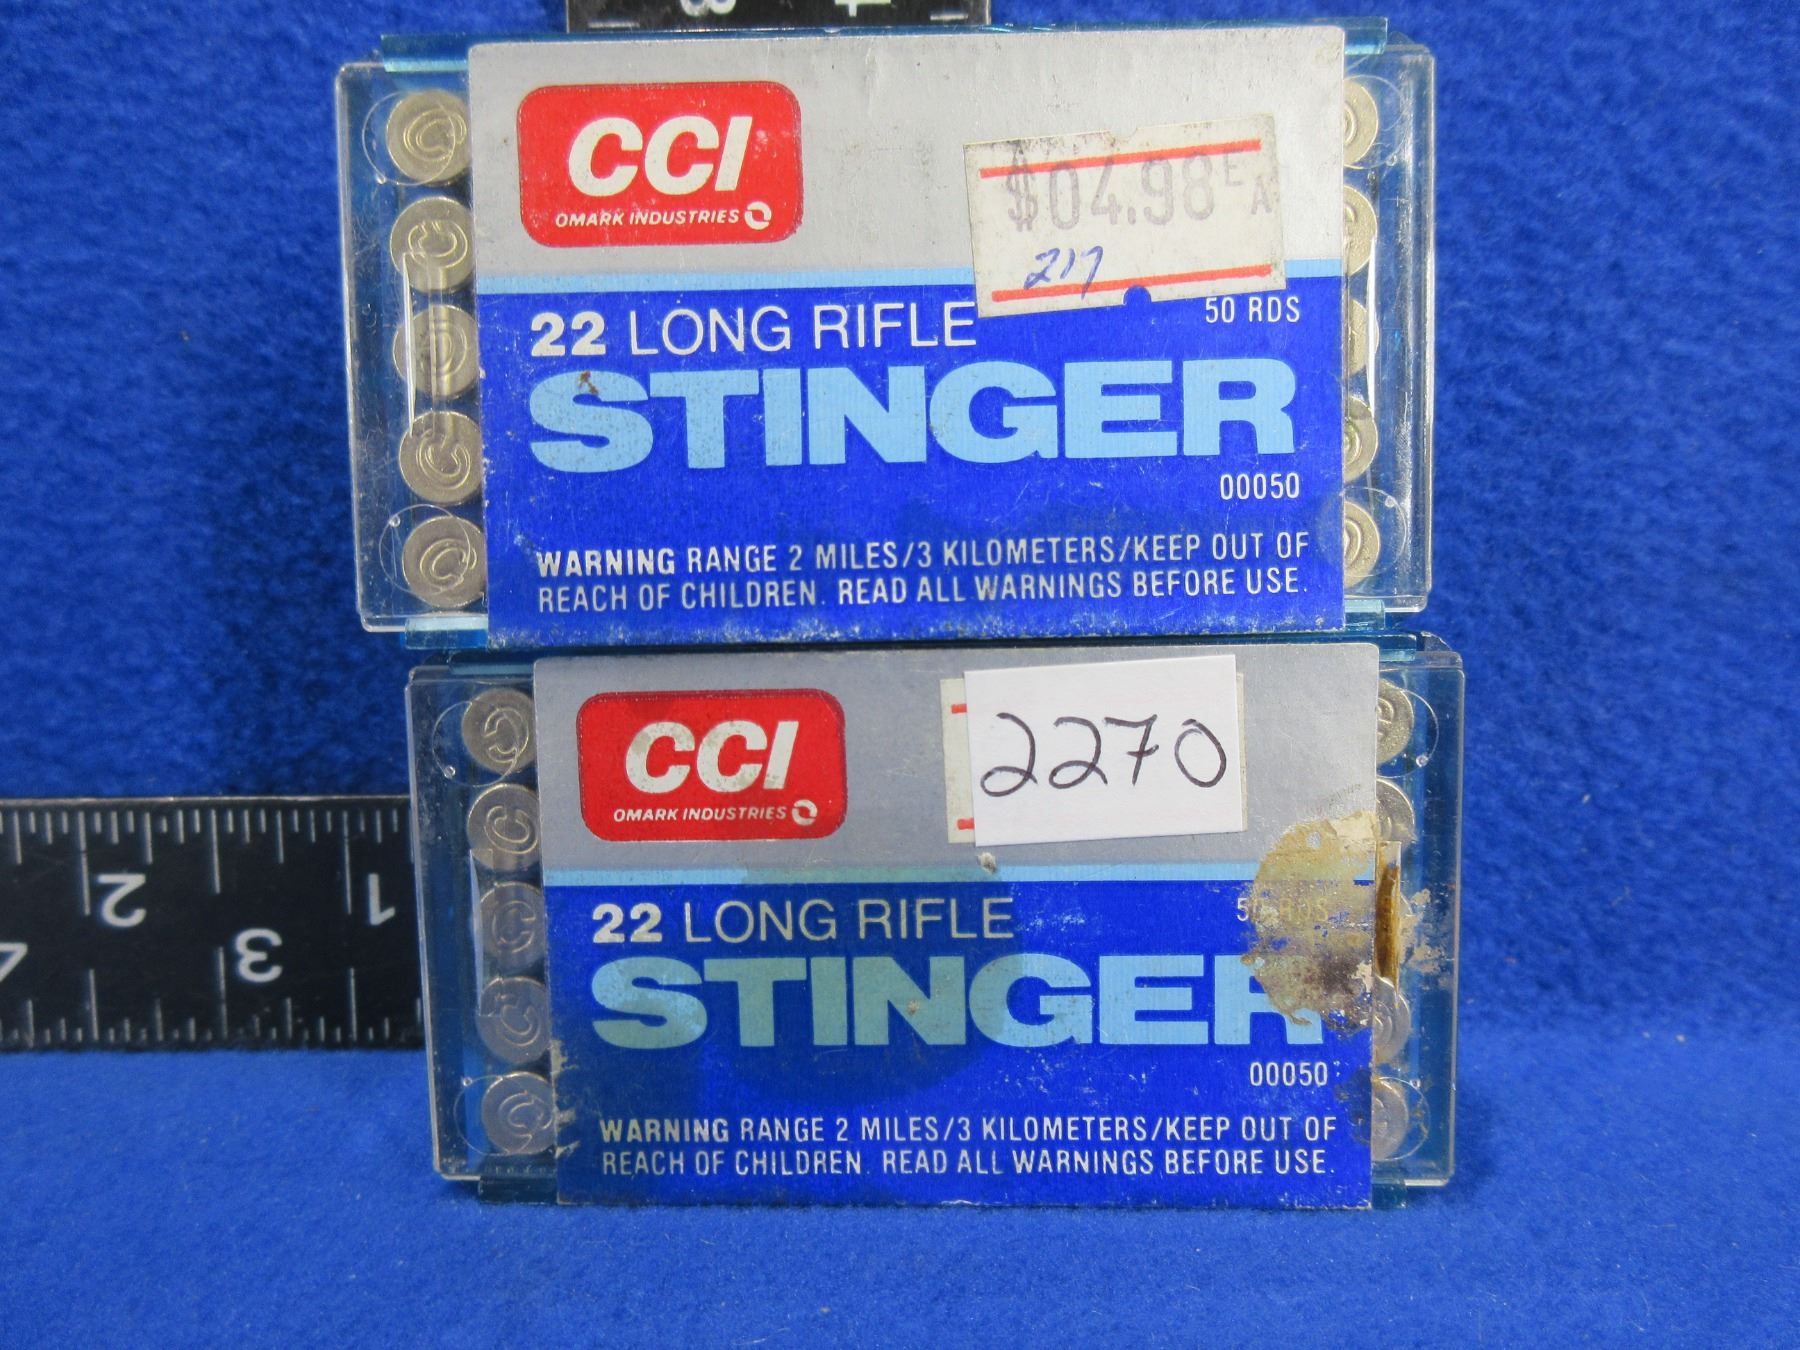 CCI
OMARK INDUSTRIES
$04.98 EA
217
50 RDS
22 LONG RIFLE
STINGER
00050
WARNING RANGE 2 MILES/3 KILOMETERS/KEEP OUT OF
REACH OF CHILDREN. READ ALL WARNINGS BEFORE USE.
CCI
OMARK INDUSTRIES
2270
22 LONG RIFLE
50 RDS
STINGER
00050
WARNING RANGE 2 MILES/3 KILOMETERS/KEEP OUT OF
REACH OF CHILDREN. READ ALL WARNINGS BEFORE USE.
2 1
4 3